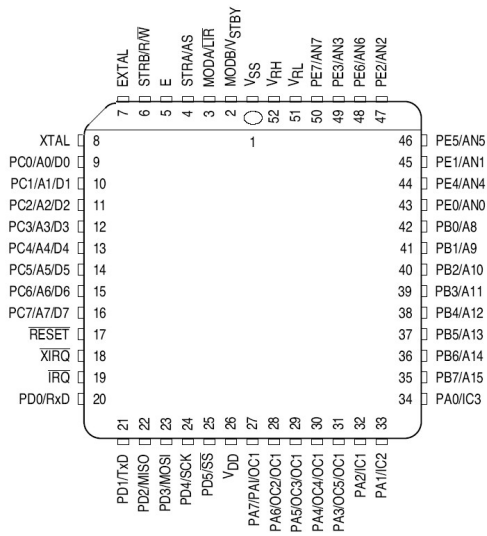 EXTAL
STRB/R/W
E
STRA/AS
MODA/LIR
MODB/VSTBY
VSS
VRH
VRL
PE7/AN7
PE3/AN3
PE6/AN6
PE2/AN2
7 6 5 4 3 2 1 52 51 50 49 48 47
XTAL 8
PC0/A0/D0 9
PC1/A1/D1 10
PC2/A2/D2 11
PC3/A3/D3 12
PC4/A4/D4 13
PC5/A5/D5 14
PC6/A6/D6 15
PC7/A7/D7 16
RESET 17
XIRQ 18
IRQ 19
PD0/RxD 20
46 PE5/AN5
45 PE1/AN1
44 PE4/AN4
43 PE0/AN0
42 PB0/A8
41 PB1/A9
40 PB2/A10
39 PB3/A11
38 PB4/A12
37 PB5/A13
36 PB6/A14
35 PB7/A15
34 PA0/IC3
21 22 23 24 25 26 27 28 29 30 31 32 33
PD1/TxD
PD2/MISO
PD3/MOSI
PD4/SCK
PD5/SS
VDD
PA7/PAI/OC1
PA6/OC2/OC1
PA5/OC3/OC1
PA4/OC4/OC1
PA3/OC5/OC1
PA2/IC1
PA1/IC2